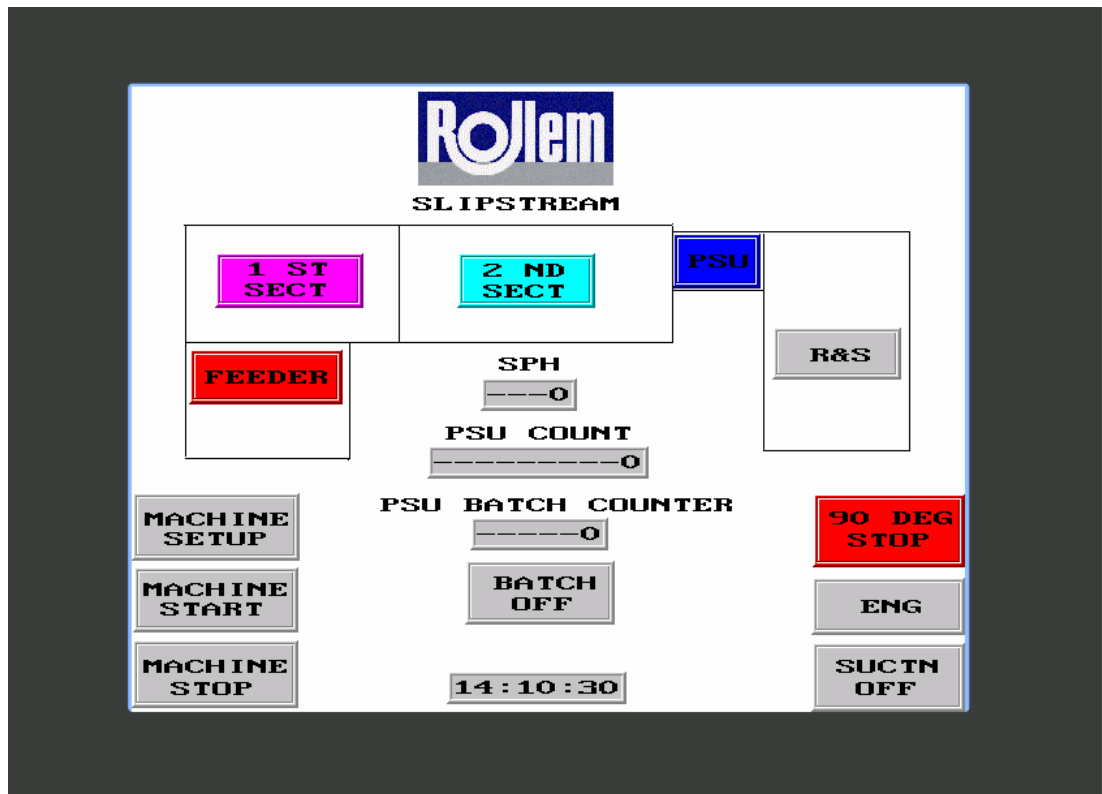 Rollem
SLIPSTREAM
1 ST
SECT
2 ND
SECT
PSU
FEEDER
R&S
SPH
---0
PSU COUNT
---------0
PSU BATCH COUNTER
-----0
MACHINE
SETUP
90 DEG
STOP
BATCH
OFF
MACHINE
START
ENG
MACHINE
STOP
14:10:30
SUCTN
OFF